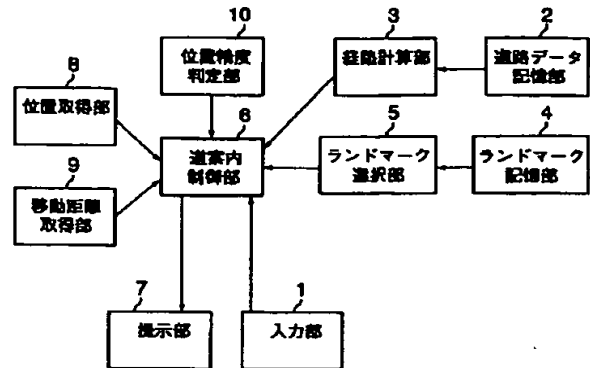 10
位置精度
判定部
3
経路計算部
2
道路データ
記憶部
8
位置取得部
6
道案内
制御部
5
ランドマーク
選択部
4
ランドマーク
記憶部
9
移動距離
取得部
7
提示部
1
入力部